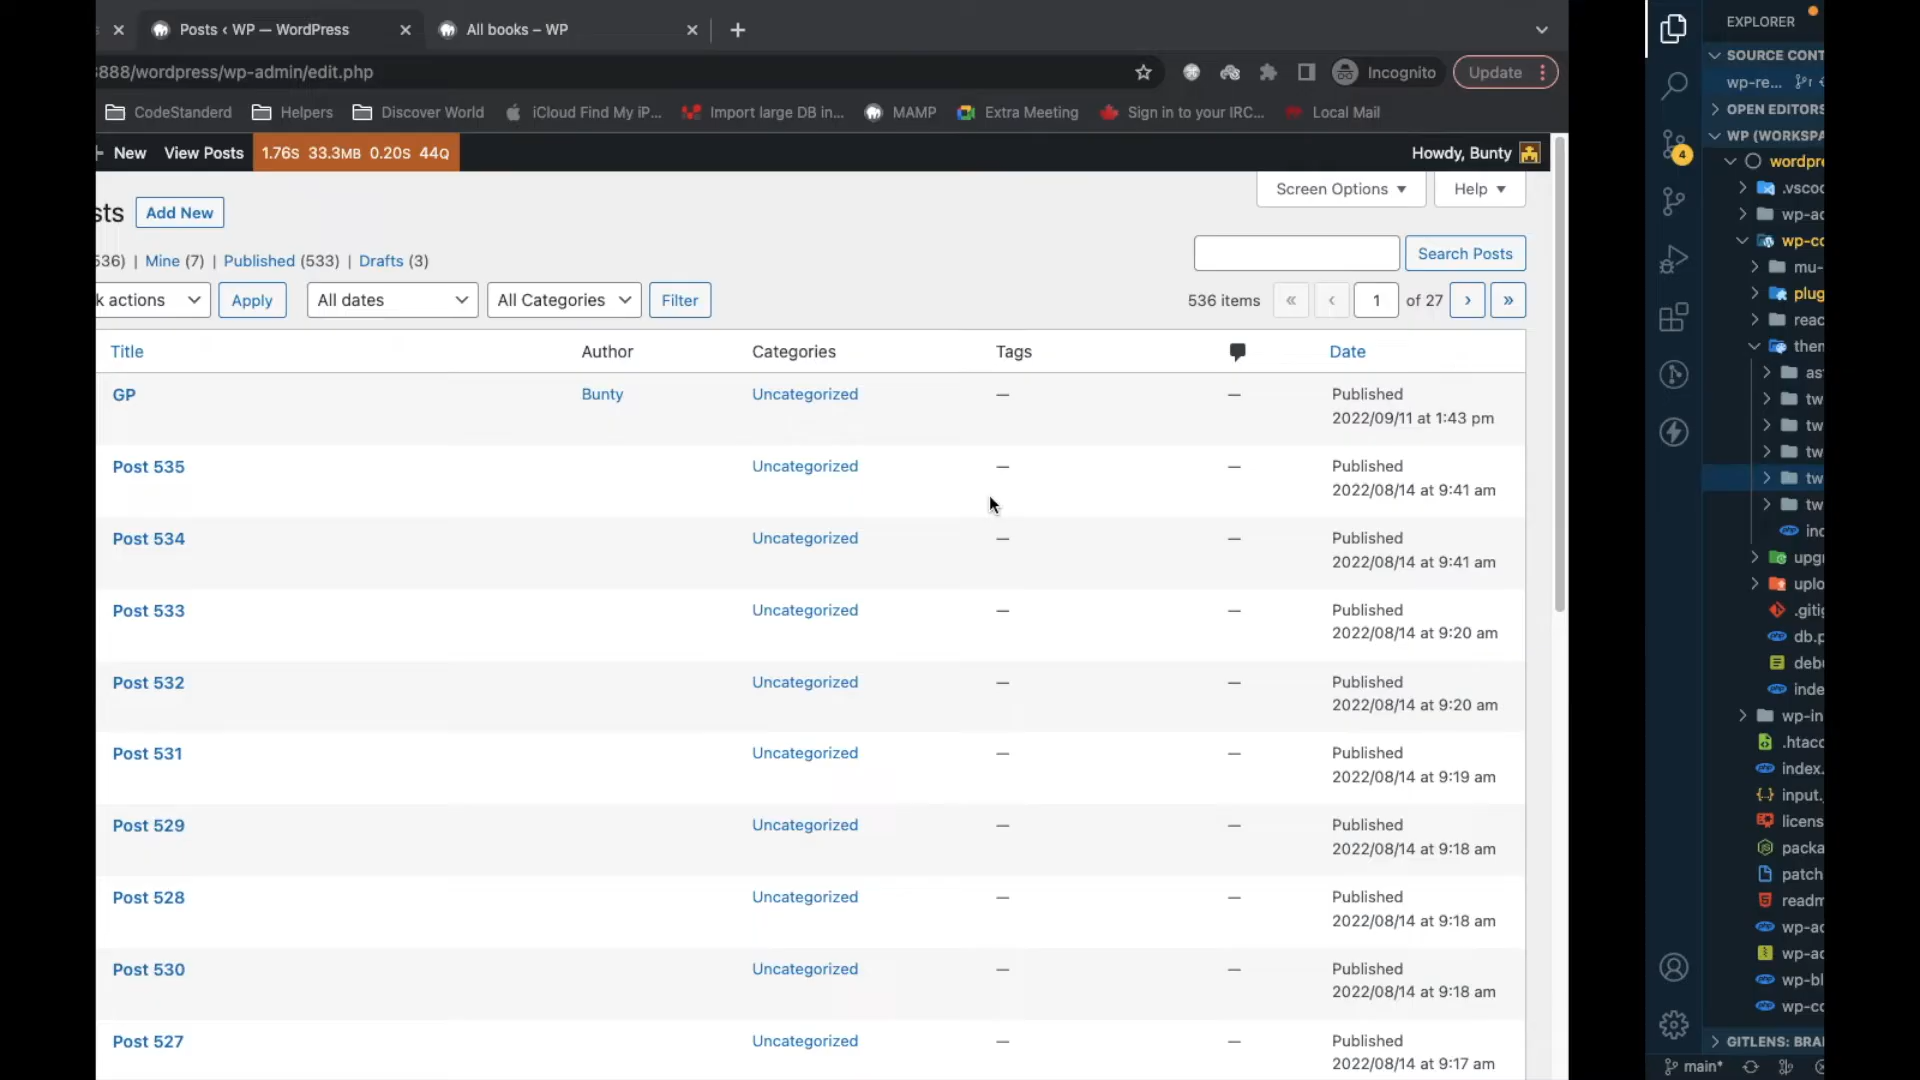 Posts ‹ WP — WordPress
All books – WP
888/wordpress/wp-admin/edit.php
Incognito
Update
CodeStanderd
Helpers
Discover World
iCloud Find My iP...
Import large DB in...
MAMP
Extra Meeting
Sign in to your IRC...
Local Mail
New
View Posts
1.76S 33.3MB 0.20S 44Q
Howdy, Bunty
Screen Options
Help
sts
Add New
536) | Mine (7) | Published (533) | Drafts (3)
Search Posts
k actions
Apply
All dates
All Categories
Filter
536 items
«
‹
1
of 27
›
»
Title
Author
Categories
Tags
Date
GP
Bunty
Uncategorized
—
—
Published
2022/09/11 at 1:43 pm
Post 535
Uncategorized
—
—
Published
2022/08/14 at 9:41 am
Post 534
Uncategorized
—
—
Published
2022/08/14 at 9:41 am
Post 533
Uncategorized
—
—
Published
2022/08/14 at 9:20 am
Post 532
Uncategorized
—
—
Published
2022/08/14 at 9:20 am
Post 531
Uncategorized
—
—
Published
2022/08/14 at 9:19 am
Post 529
Uncategorized
—
—
Published
2022/08/14 at 9:18 am
Post 528
Uncategorized
—
—
Published
2022/08/14 at 9:18 am
Post 530
Uncategorized
—
—
Published
2022/08/14 at 9:18 am
Post 527
Uncategorized
—
—
Published
2022/08/14 at 9:17 am
4
EXPLORER
SOURCE CONT
wp-re...
OPEN EDITORS
WP (WORKSPA
wordpre
.vscod
wp-ad
wp-co
mu-
plug
reac
them
as
tw
tw
tw
tw
tw
ind
upgr
uplo
.gitig
db.p
debu
inde
wp-in
.htacc
index.
input.
licens
packa
patch
readm
wp-ac
wp-ad
wp-bl
wp-co
GITLENS: BRAI
main*